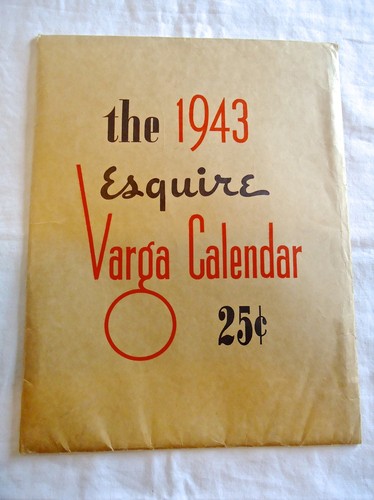 the 1943
Esquire
Varga Calendar
25¢